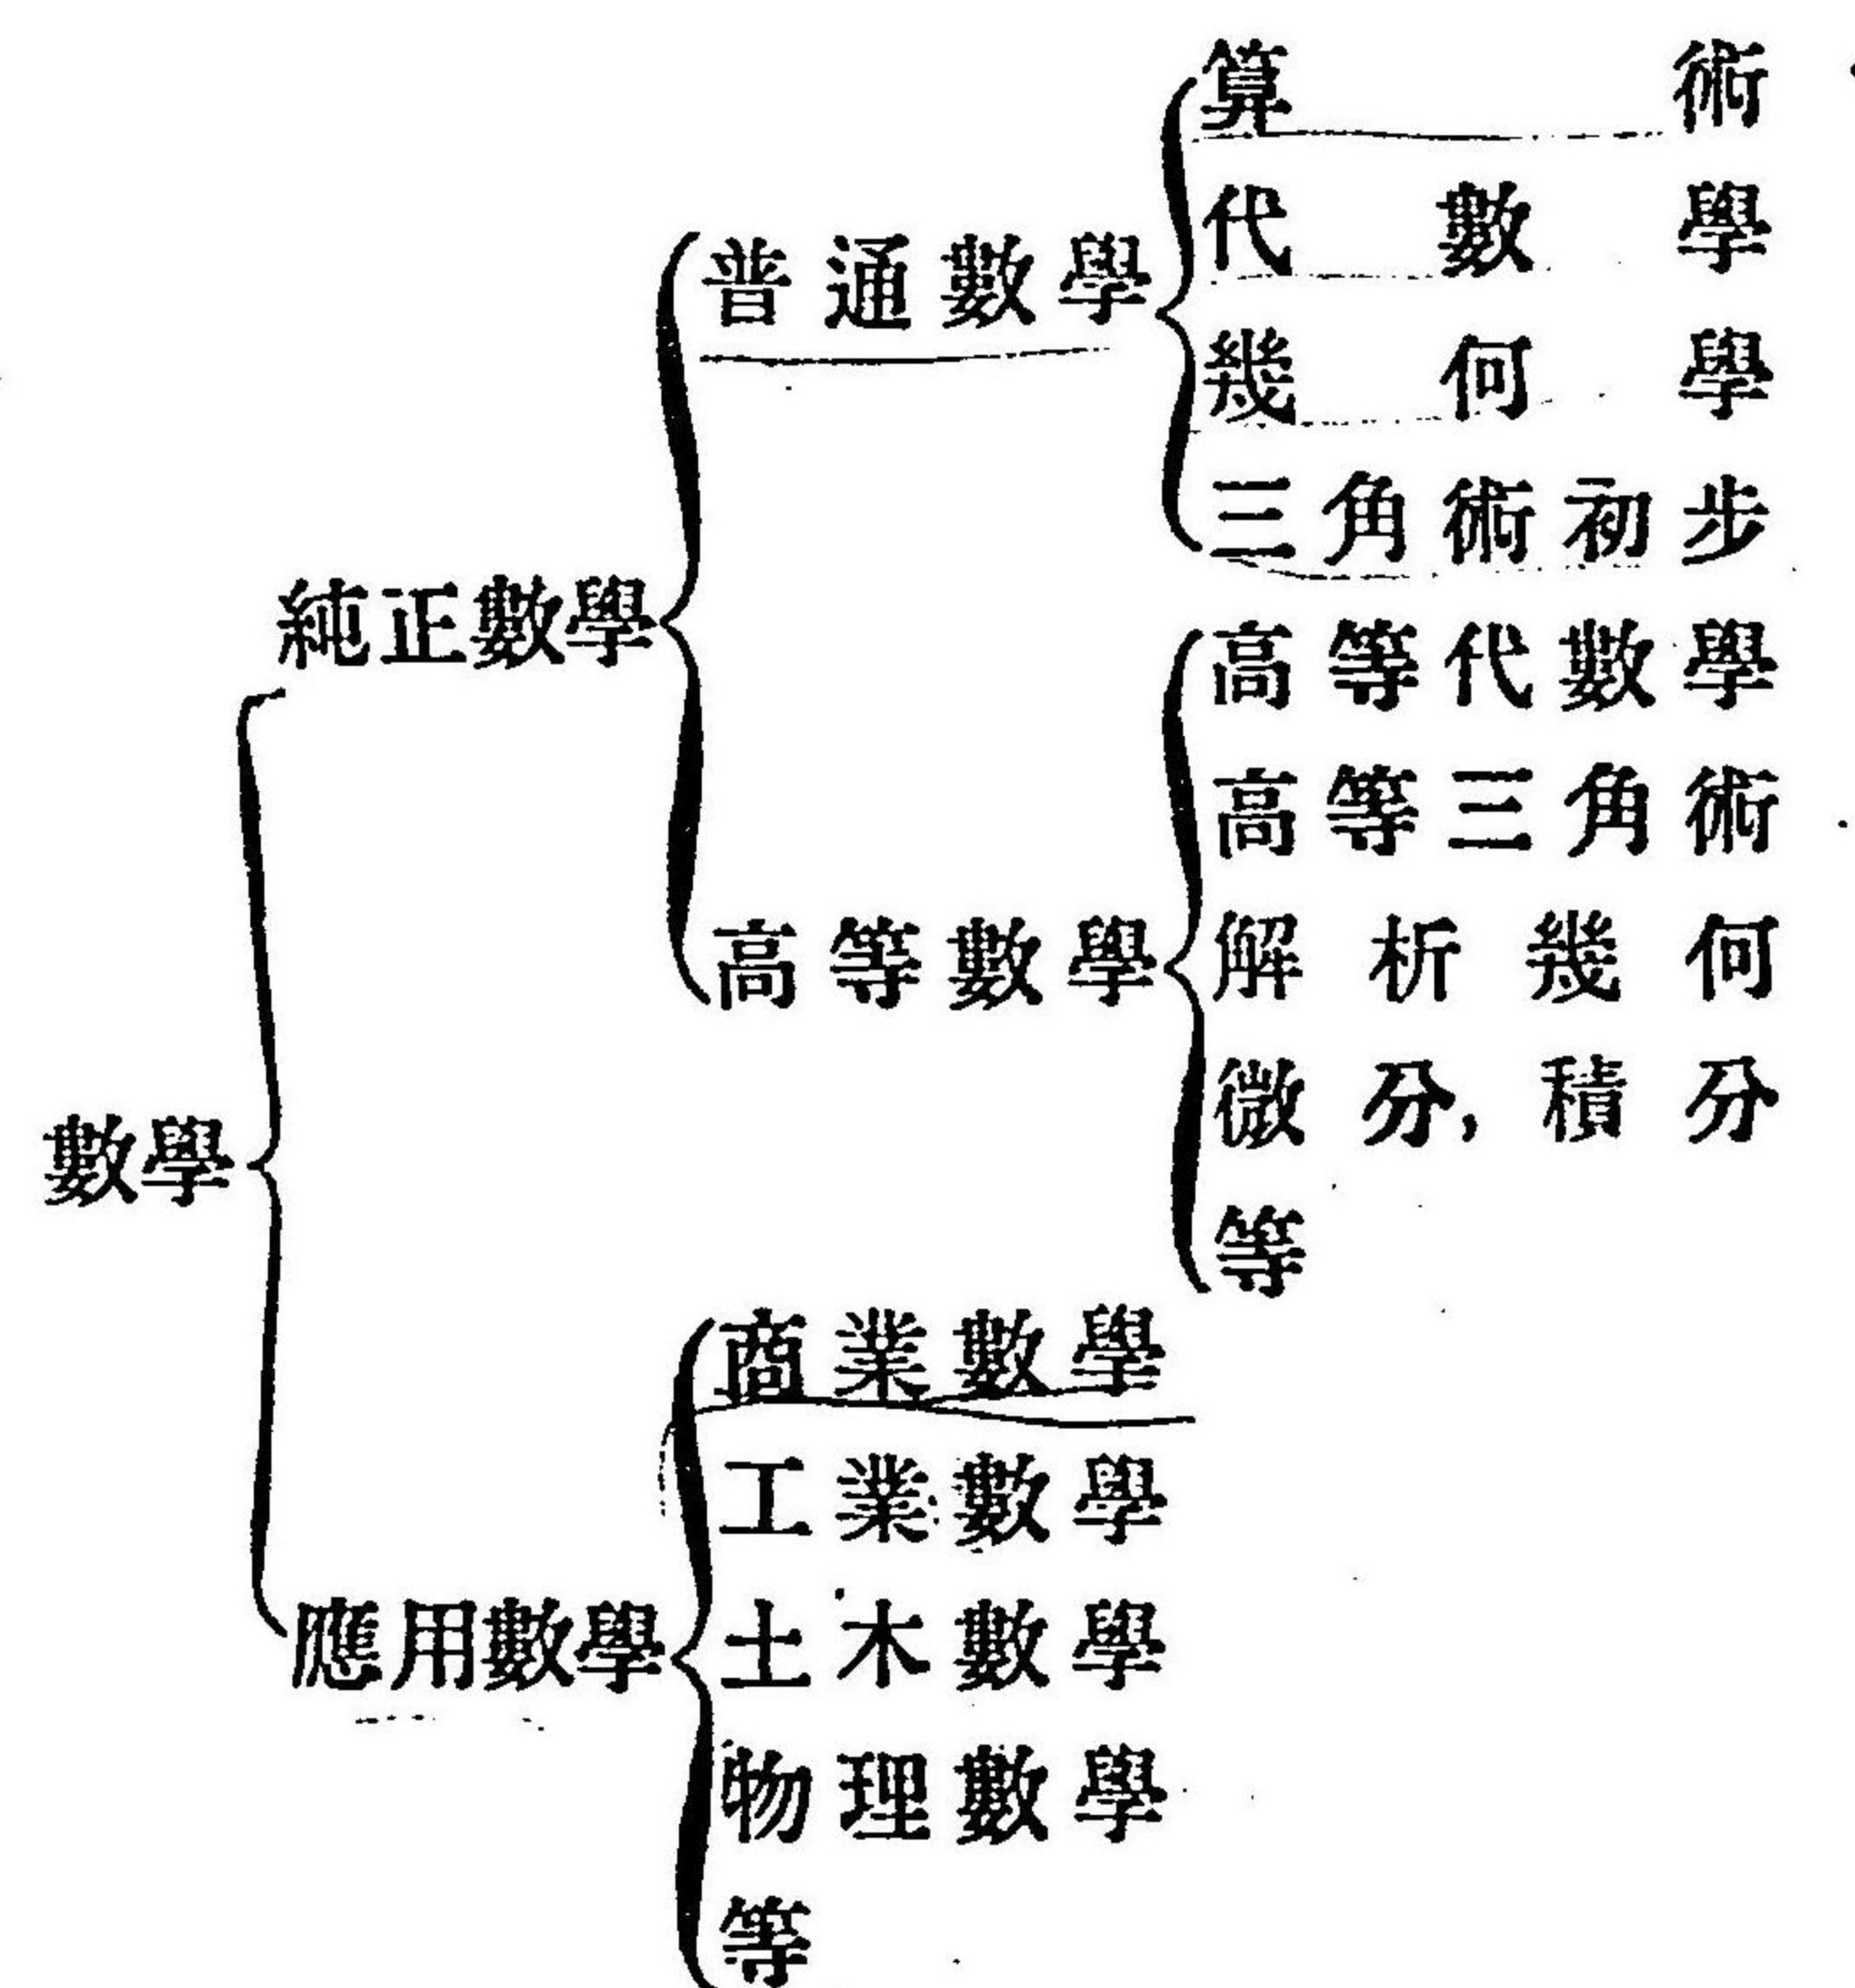 算術
代數學
普通數學
幾何學
三角術初步
純正數學
高等代數學
高等三角術
高等數學
解析幾何
微分，積分
數學
等
商業數學
工業數學
應用數學
土木數學
物理數學
等